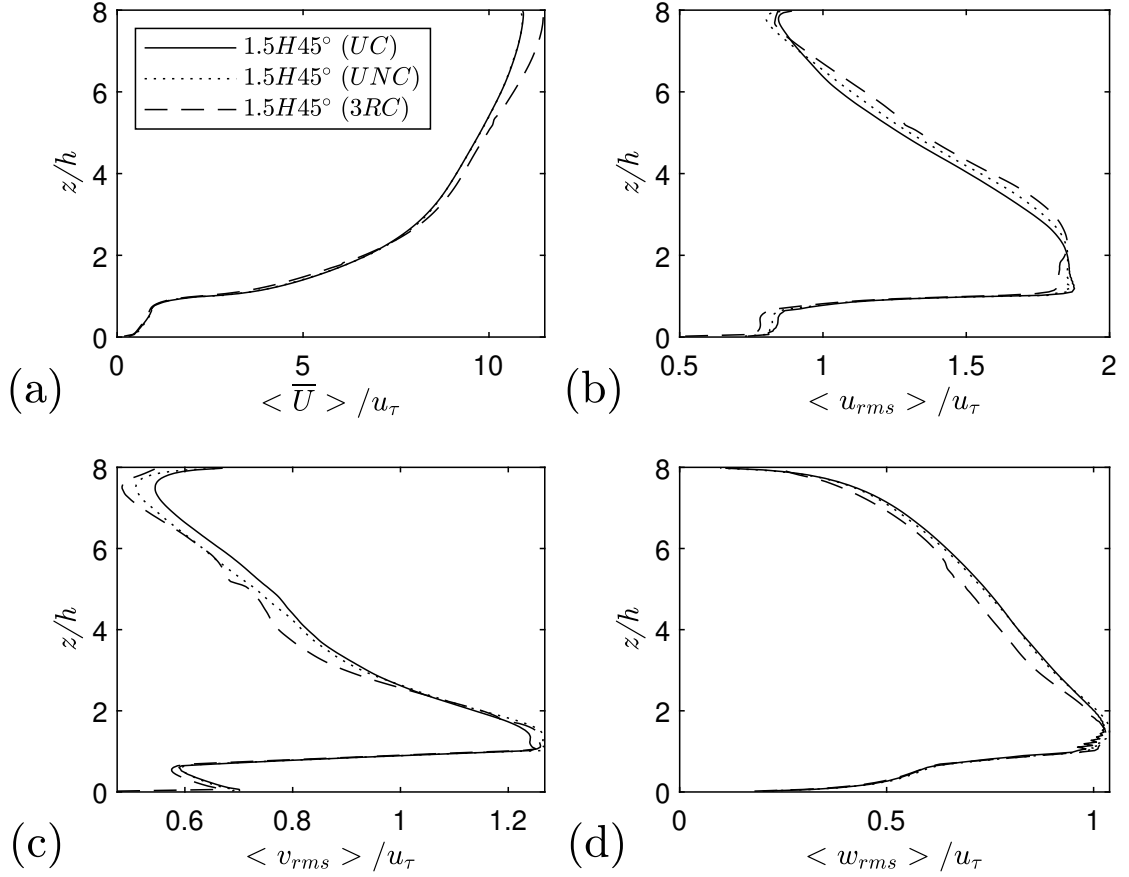 8
6
4
2
0
z/h
1.5H45° (UC)
1.5H45° (UNC)
1.5H45° (3RC)
0 5 10
(a) < U̅ > /u_τ
8
6
4
2
0
z/h
0.5 1 1.5 2
(b) < u_rms > /u_τ
8
6
4
2
0
z/h
0.6 0.8 1 1.2
(c) < v_rms > /u_τ
8
6
4
2
0
z/h
0 0.5 1
(d) < w_rms > /u_τ